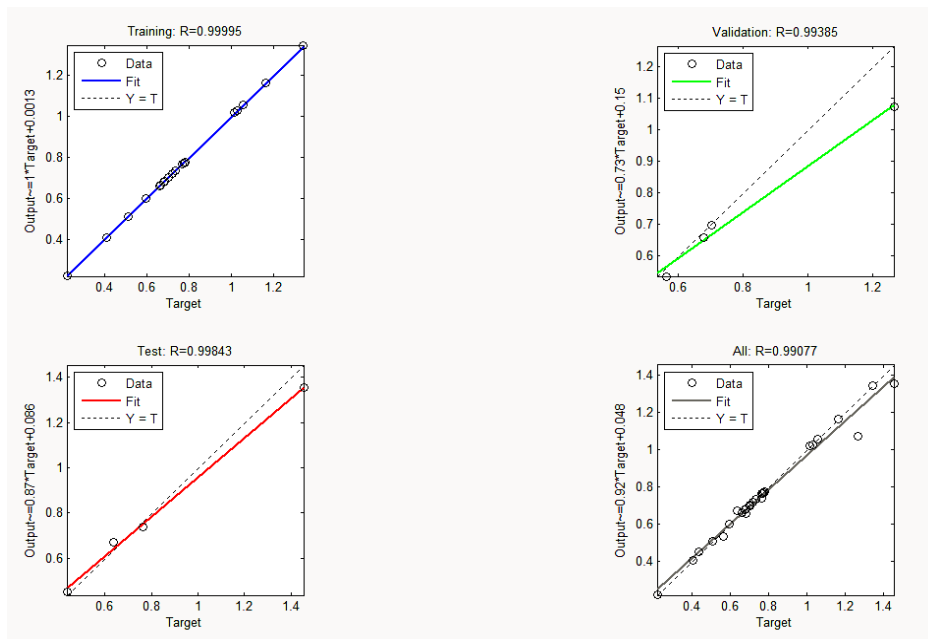 Training: R=0.99995
Output~=1*Target+0.0013
Data
Fit
Y = T
1.2
1
0.8
0.6
0.4
0.4
0.6
0.8
1
1.2
Target
Validation: R=0.99385
Output~=0.73*Target+0.15
Data
Fit
Y = T
1.2
1.1
1
0.9
0.8
0.7
0.6
0.6
0.8
1
1.2
Target
Test: R=0.99843
Output~=0.87*Target+0.086
Data
Fit
Y = T
1.4
1.2
1
0.8
0.6
0.6
0.8
1
1.2
1.4
Target
All: R=0.99077
Output~=0.92*Target+0.048
Data
Fit
Y = T
1.4
1.2
1
0.8
0.6
0.4
0.4
0.6
0.8
1
1.2
1.4
Target